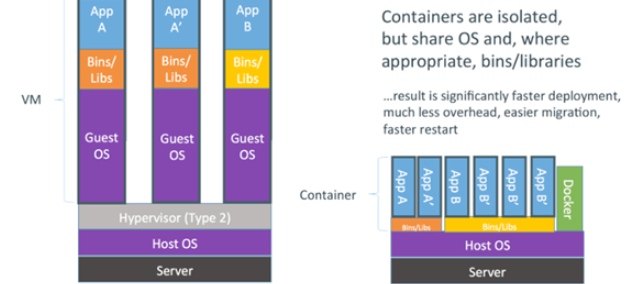 App
A
App
A’
App
B
Bins/
Libs
Bins/
Libs
Bins/
Libs
VM
Guest
OS
Guest
OS
Guest
OS
Hypervisor (Type 2)
Host OS
Server
Containers are isolated,
but share OS and, where
appropriate, bins/libraries
...result is significantly faster deployment,
much less overhead, easier migration,
faster restart
Container
App A
App A’
App B
App B’
App B’
App B’
Docker
Bins/Libs
Bins/Libs
Host OS
Server